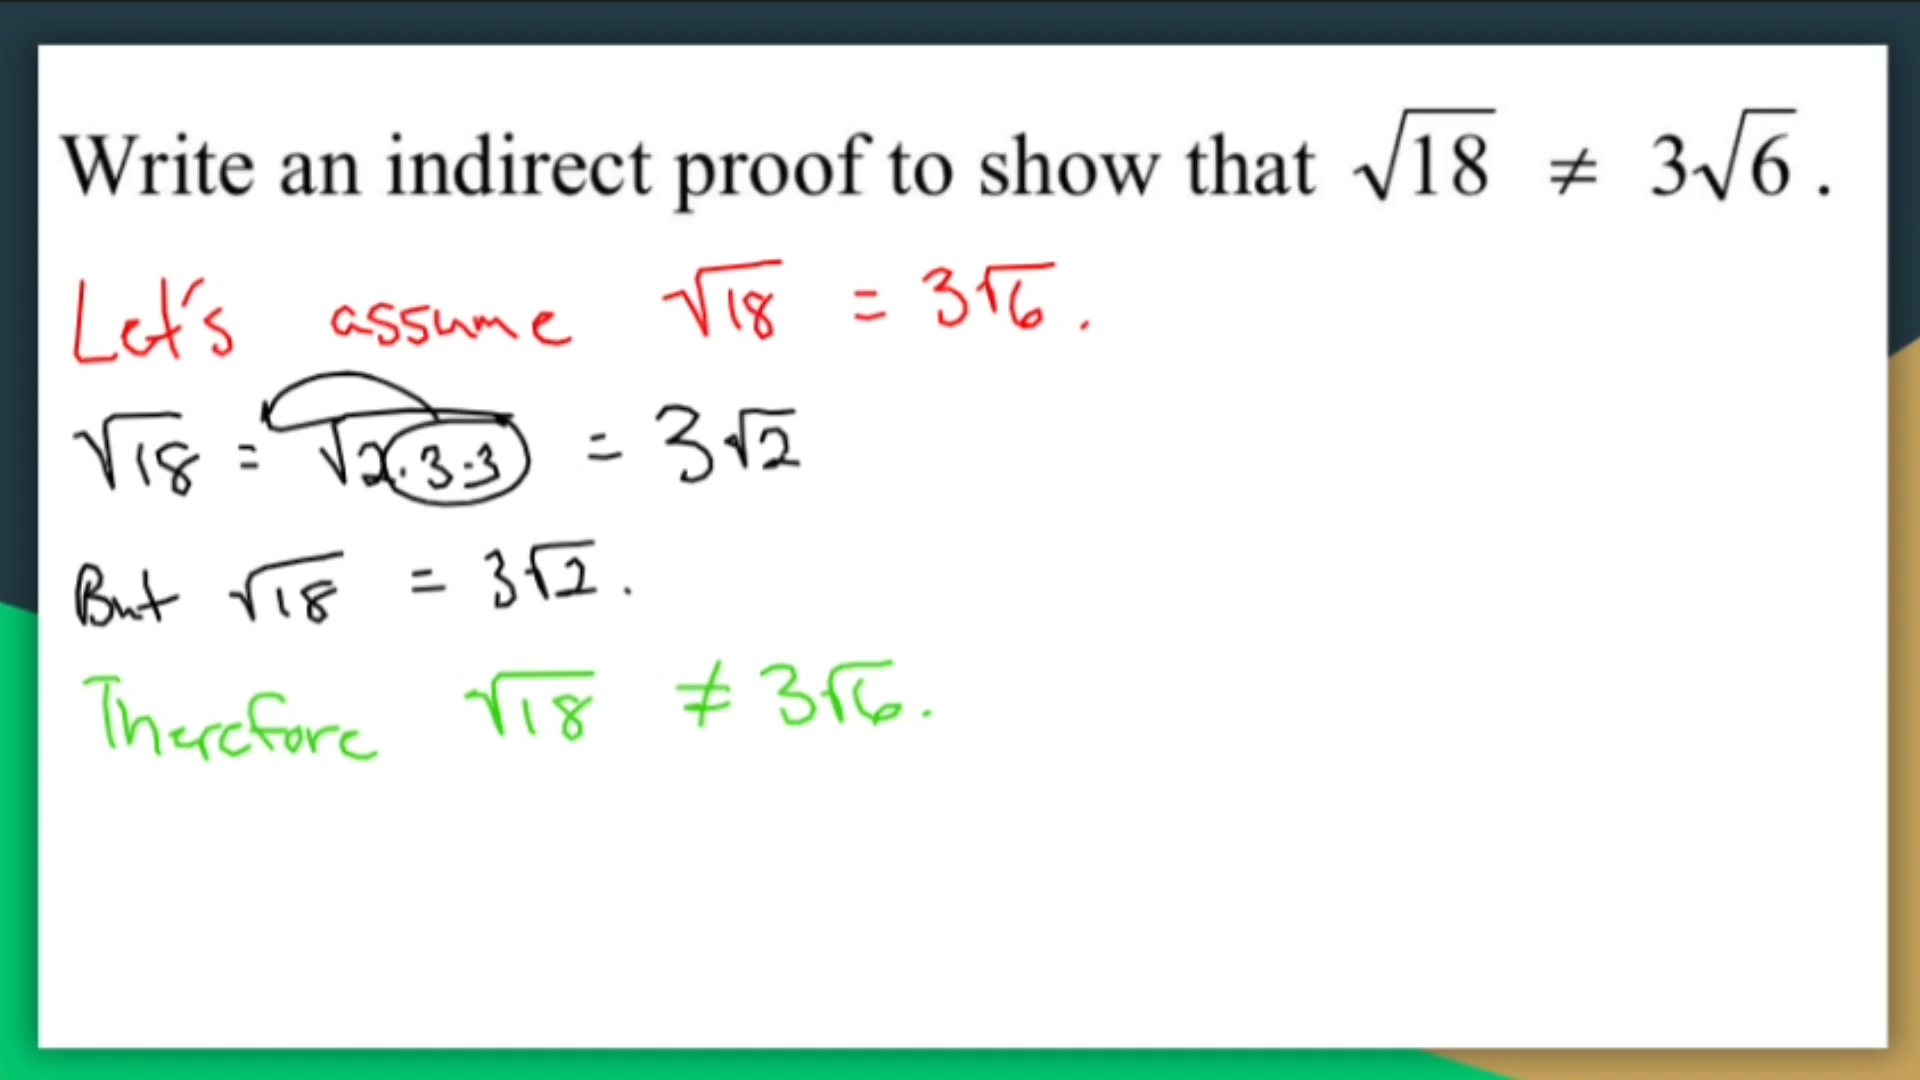 Write an indirect proof to show that √18 ≠ 3√6 .
Let's assume √18 = 3√6 .
√18 = √2·3·3 = 3√2
But √18 = 3√2 .
Therefore √18 ≠ 3√6 .